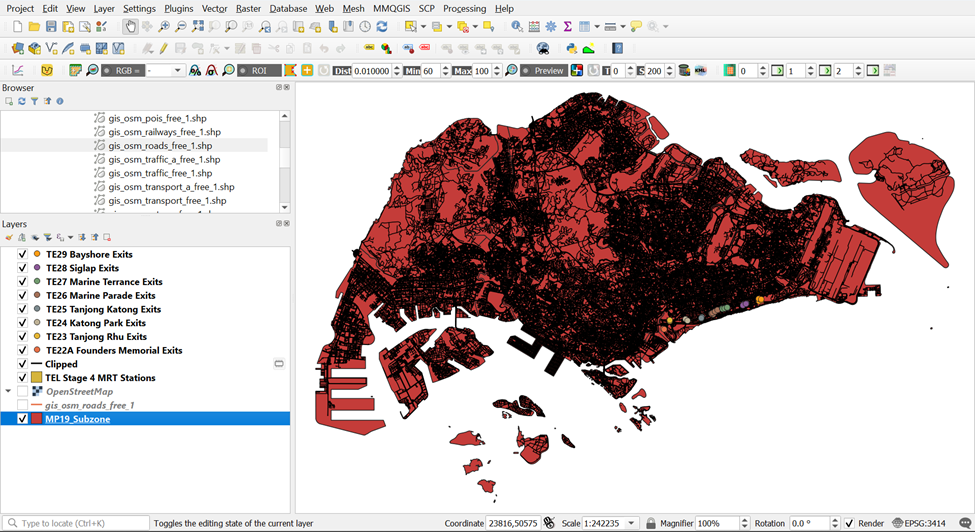 Project Edit View Layer Settings Plugins Vector Raster Database Web Mesh MMQGIS SCP Processing Help
RGB = - ROI Dist 0.010000 Min 60 Max 100 Preview T 0 S 200 KML 0 1 2
Browser
gis_osm_pois_free_1.shp
gis_osm_railways_free_1.shp
gis_osm_roads_free_1.shp
gis_osm_traffic_a_free_1.shp
gis_osm_traffic_free_1.shp
gis_osm_transport_a_free_1.shp
gis_osm_transport_free_1.shp
Layers
TE29 Bayshore Exits
TE28 Siglap Exits
TE27 Marine Terrance Exits
TE26 Marine Parade Exits
TE25 Tanjong Katong Exits
TE24 Katong Park Exits
TE23 Tanjong Rhu Exits
TE22A Founders Memorial Exits
Clipped
TEL Stage 4 MRT Stations
OpenStreetMap
gis_osm_roads_free_1
MP19_Subzone
Type to locate (Ctrl+K) Toggles the editing state of the current layer Coordinate 23816,50575 Scale 1:242235 Magnifier 100% Rotation 0.0 ° Render EPSG:3414